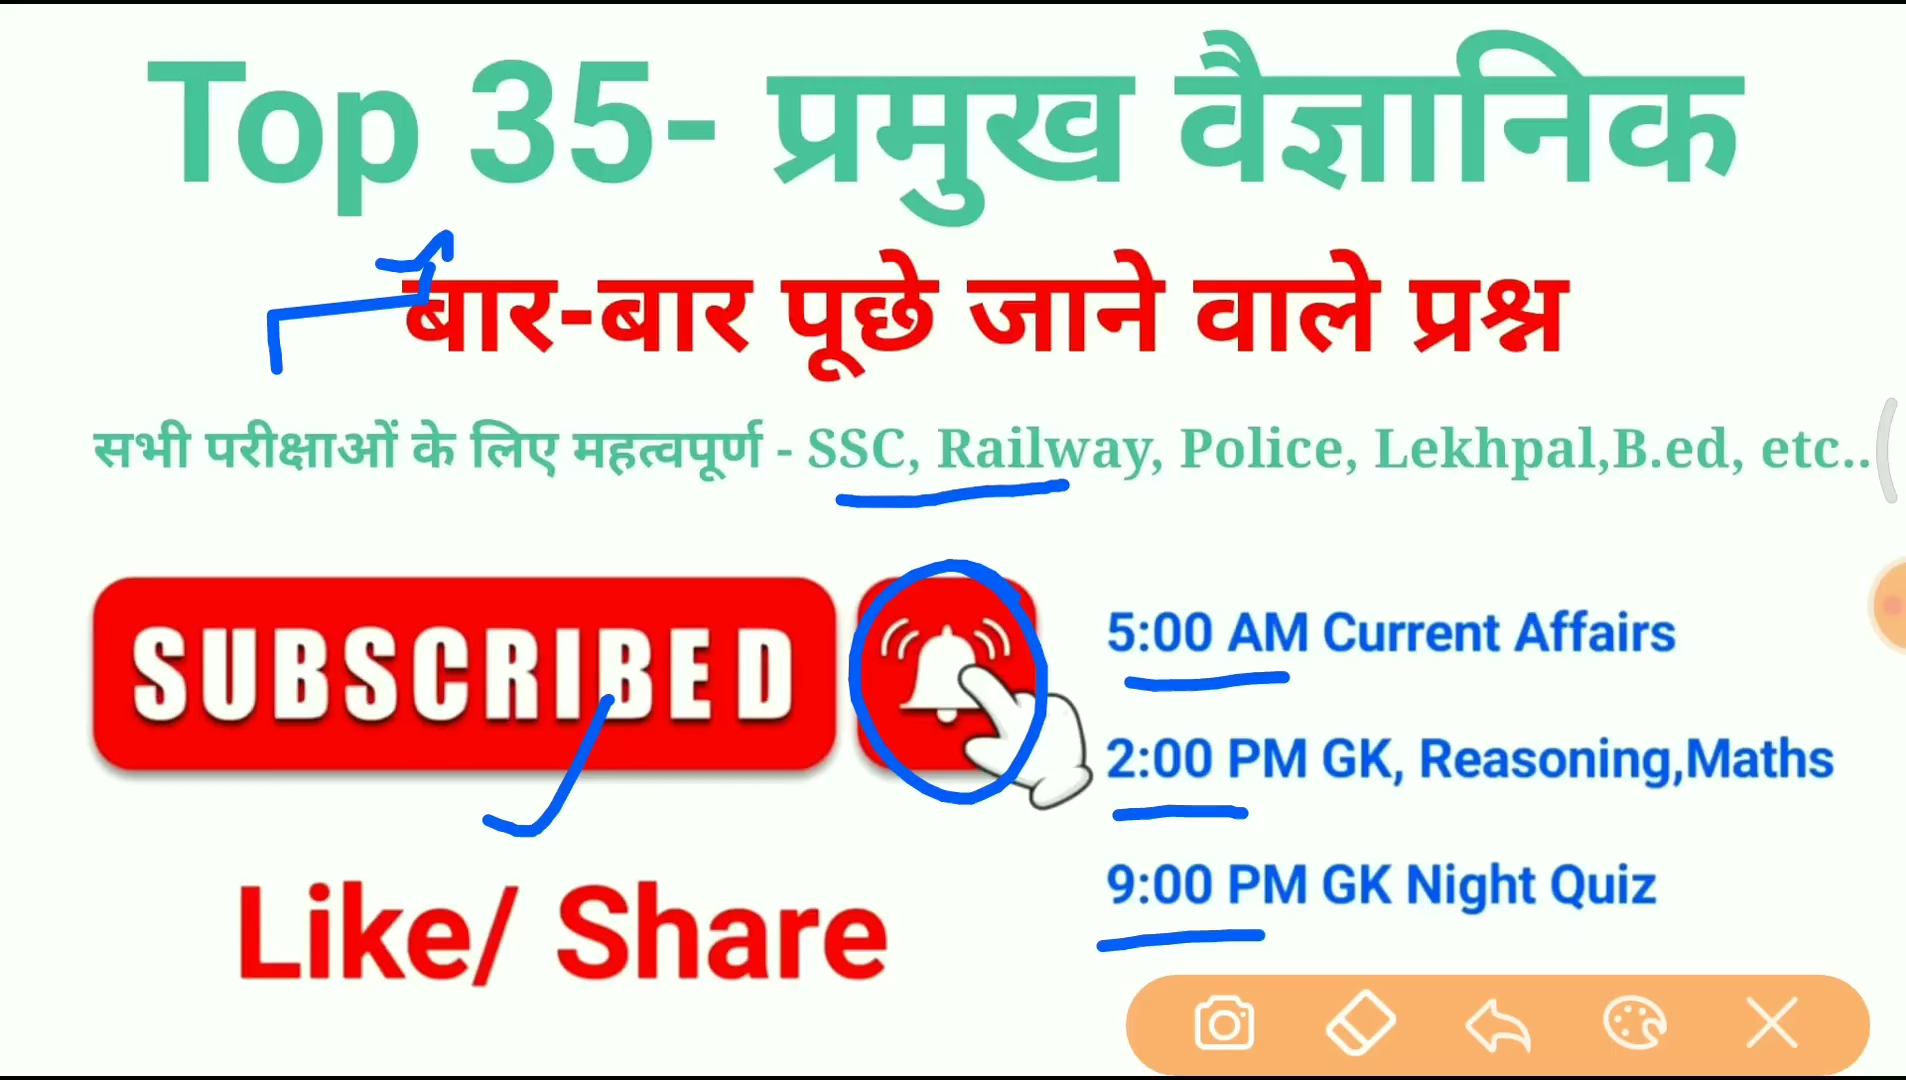 Top 35- प्रमुख वैज्ञानिक
बार-बार पूछे जाने वाले प्रश्न
सभी परीक्षाओं के लिए महत्वपूर्ण - SSC, Railway, Police, Lekhpal,B.ed, etc..
SUBSCRIBED
5:00 AM Current Affairs
2:00 PM GK, Reasoning,Maths
9:00 PM GK Night Quiz
Like/ Share